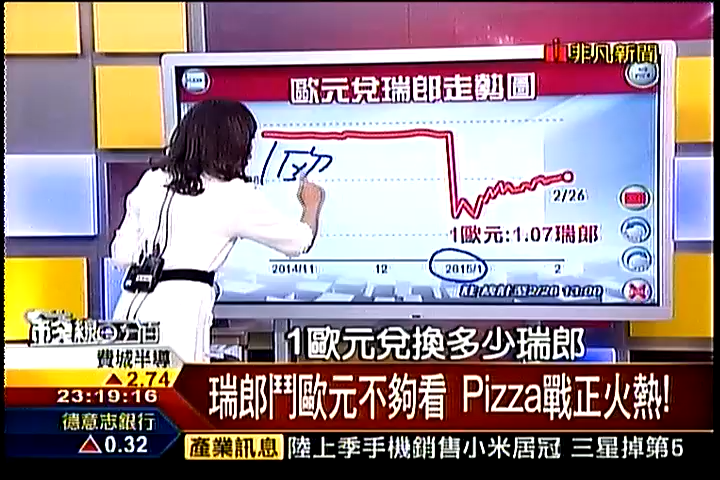 非凡新聞
歐元兌瑞郎走勢圖
1歐
2/26
1歐元:1.07瑞郎
2014/11
12
2015/1
2
1歐元兌換多少瑞郎
費城半導
▲2.74
23:19:16
瑞郎鬥歐元不夠看 Pizza戰正火熱!
德意志銀行
△0.32
產業訊息
陸上季手機銷售小米居冠 三星掉第5